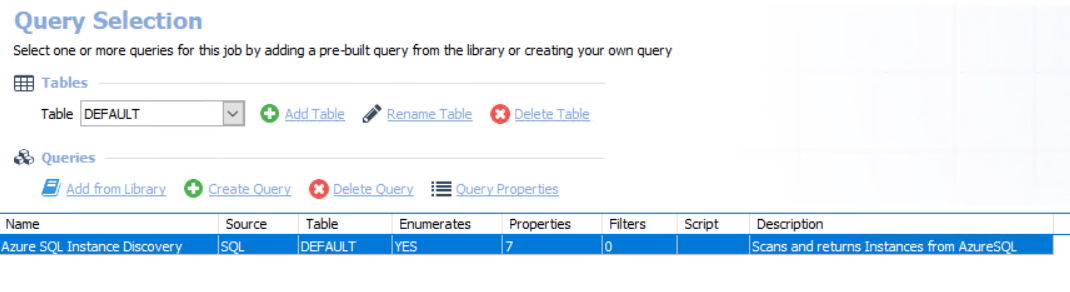 Query Selection
Select one or more queries for this job by adding a pre-built query from the library or creating your own query
Tables
Table DEFAULT Add Table Rename Table Delete Table
Queries
Add from Library Create Query Delete Query Query Properties
Name Source Table Enumerates Properties Filters Script Description
Azure SQL Instance Discovery SQL DEFAULT YES 7 0 Scans and returns Instances from AzureSQL